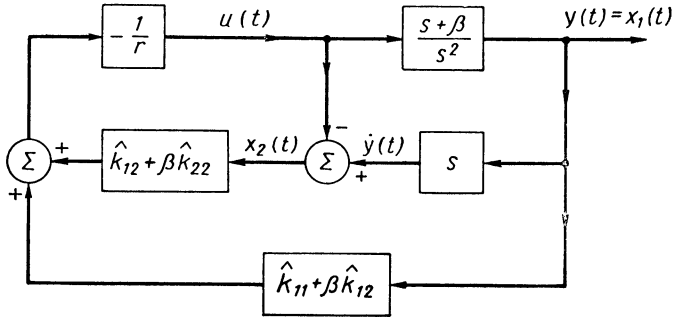 u(t)
y(t) = x₁(t)
− 1/r
(s+β)/s²
−
+
k̂₁₂+βk̂₂₂
x₂(t)
ẏ(t)
s
Σ
Σ
+
+
k̂₁₁+βk̂₁₂